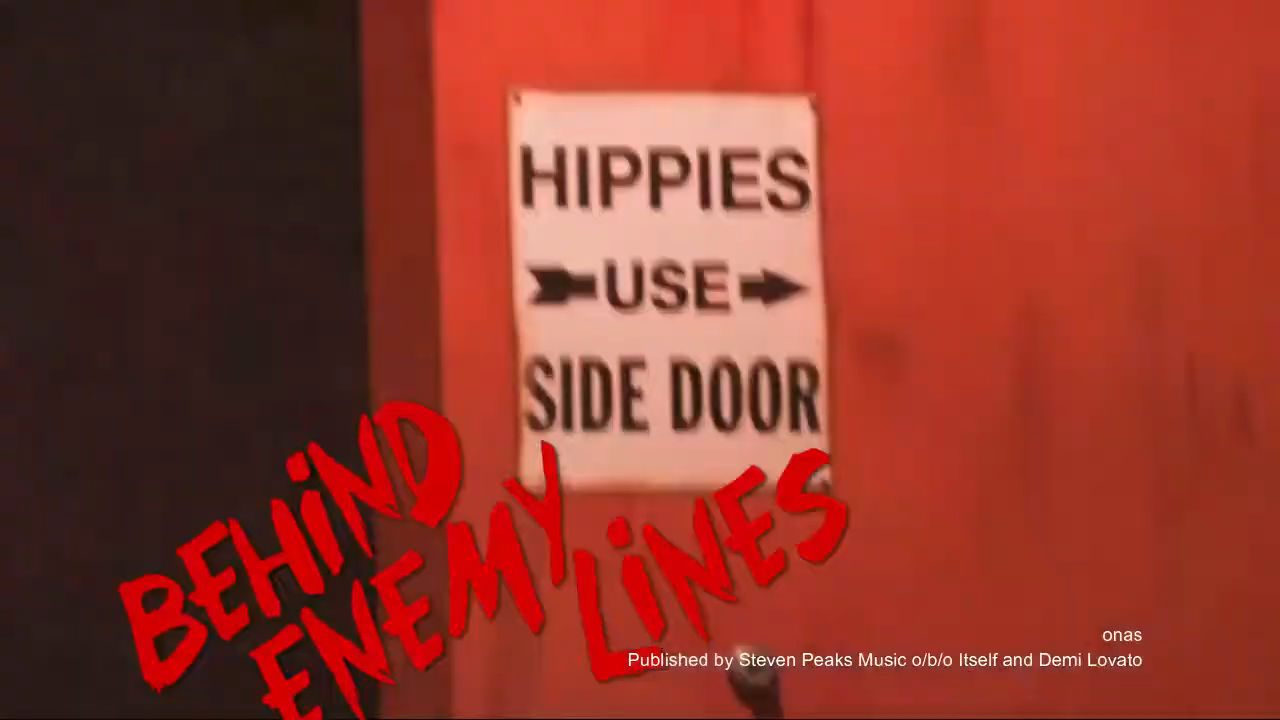 HIPPIES
USE
SIDE DOOR
BEHIND
ENEMY LINES
onas
Published by Steven Peaks Music o/b/o Itself and Demi Lovato